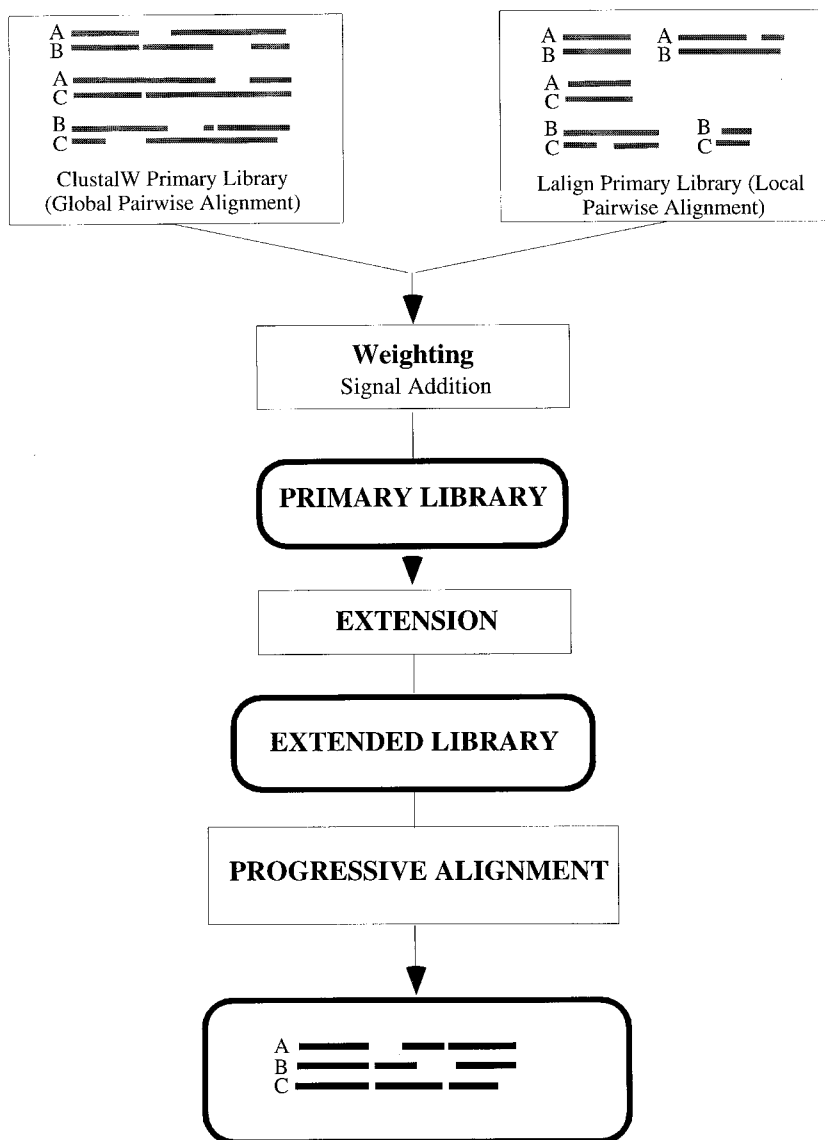 A
B
A
C
B
C
ClustalW Primary Library
(Global Pairwise Alignment)
A
B
A
B
A
C
B
C
B
C
Lalign Primary Library (Local
Pairwise Alignment)
Weighting
Signal Addition
PRIMARY LIBRARY
EXTENSION
EXTENDED LIBRARY
PROGRESSIVE ALIGNMENT
A
B
C